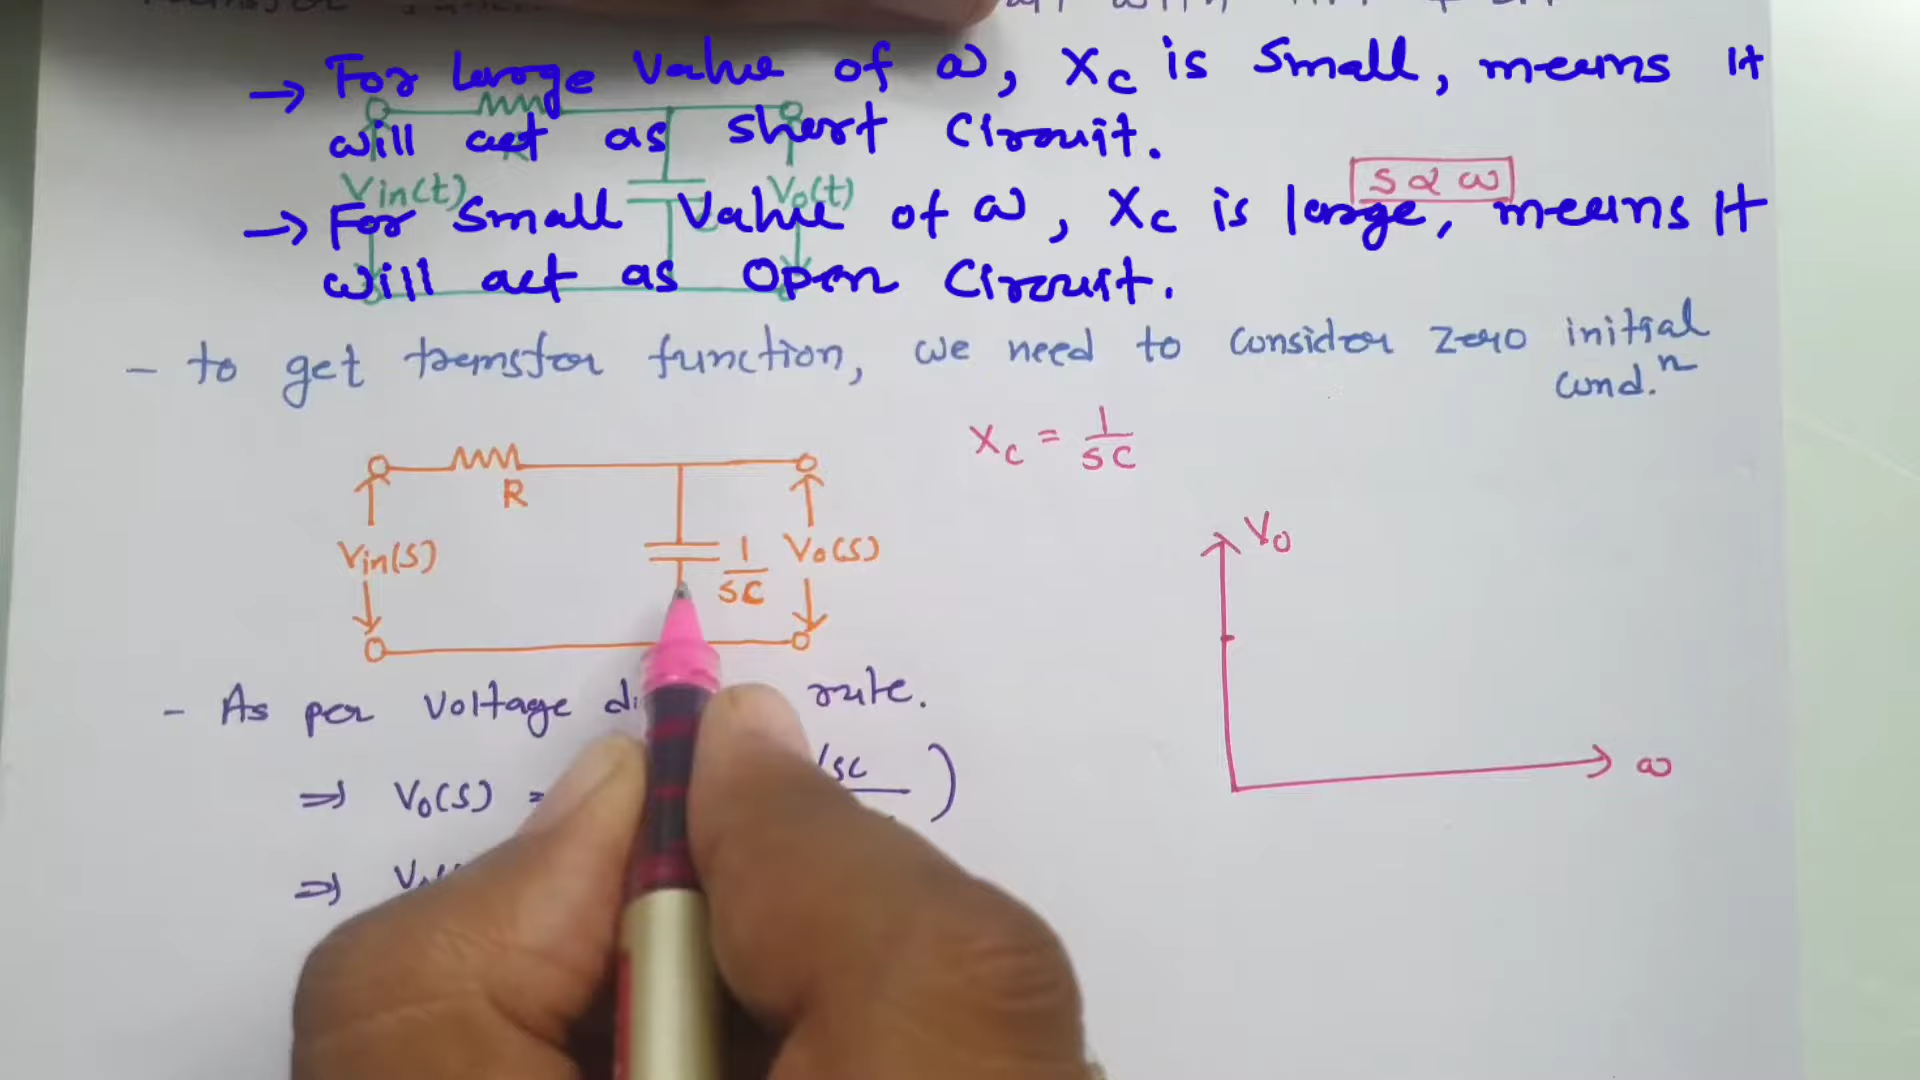 → For large Value of ω, Xc is small, means it
will act as short Circuit.
Vin(t)
Vo(t)
S ∝ ω
→ For small Value of ω, Xc is large, means it
will act as Open Circuit.
- to get transfor function, we need to consider zero initial
cond.n
Xc = 1/SC
R
Vin(s)
1/SC
Vo(s)
Vo
ω
- As per Voltage rule.
⇒ Vo(s) =
/SC )
⇒